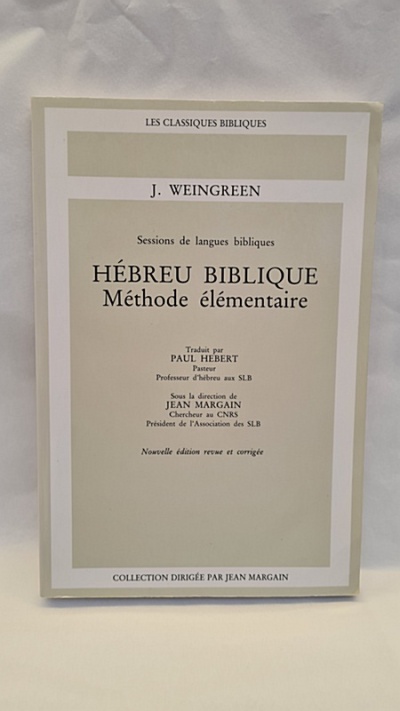 LES CLASSIQUES BIBLIQUES
J. WEINGREEN
Sessions de langues bibliques
HÉBREU BIBLIQUE
Méthode élémentaire
Traduit par
PAUL HEBERT
Pasteur
Professeur d'hébreu aux SLB
Sous la direction de
JEAN MARGAIN
Chercheur au CNRS
Président de l'Association des SLB
Nouvelle édition revue et corrigée
COLLECTION DIRIGÉE PAR JEAN MARGAIN